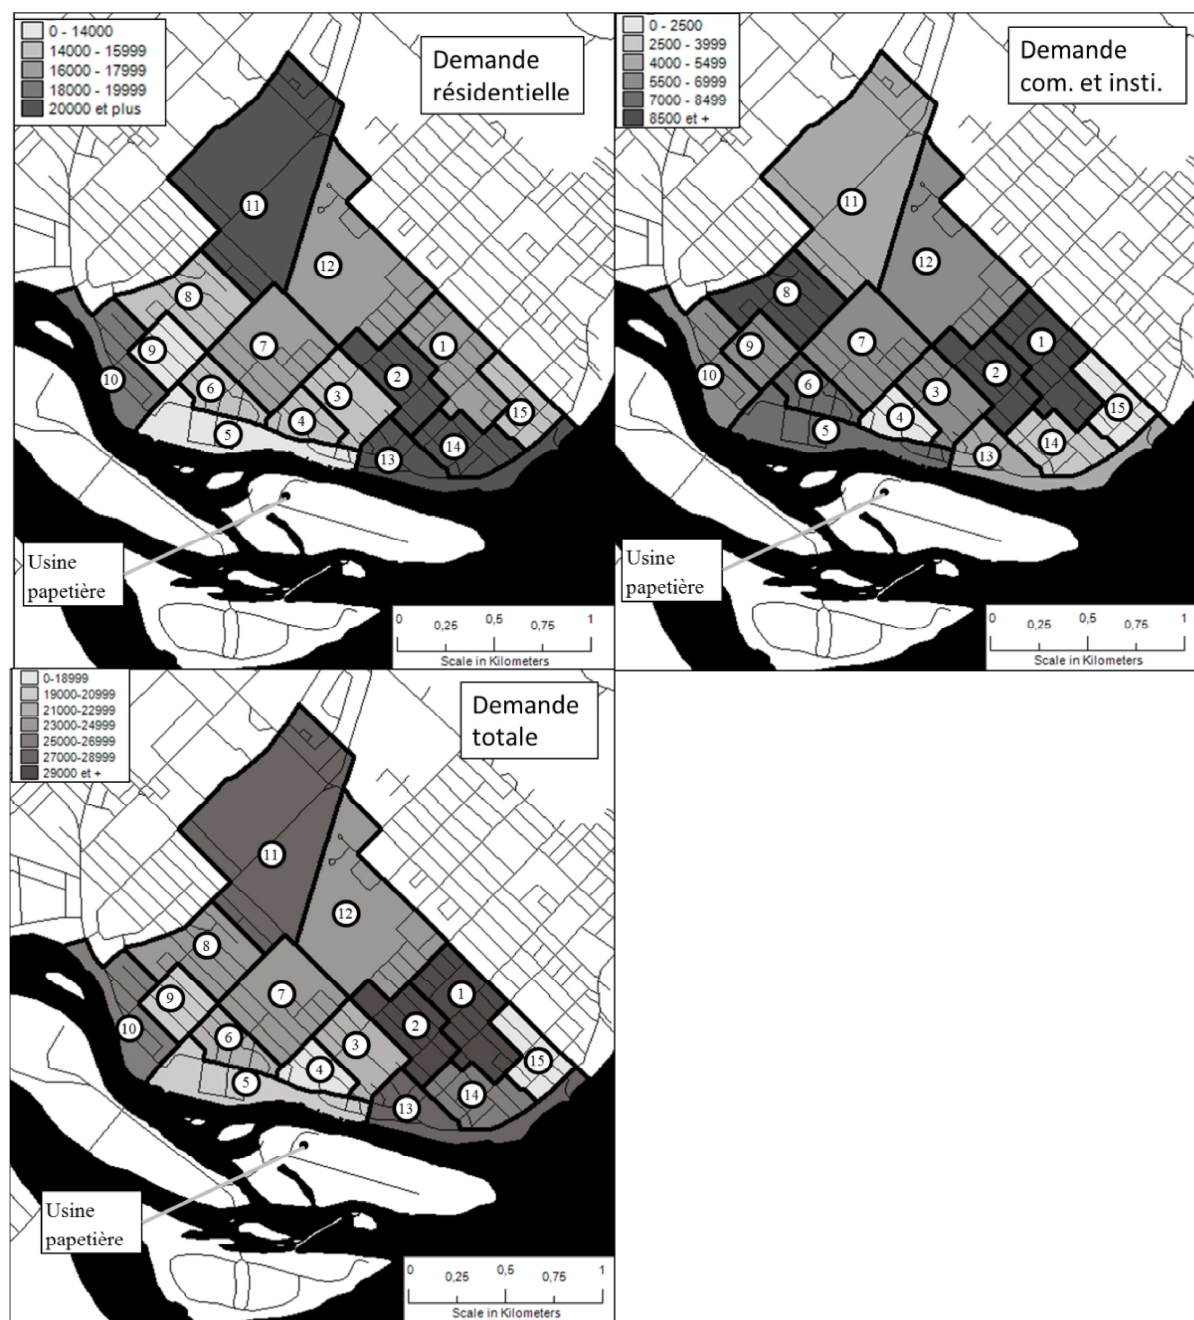 0 - 14000
14000 - 15999
16000 - 17999
18000 - 19999
20000 et plus
Demande
résidentielle
11
12
8
7
1
9
2
10
6
3
15
4
5
14
13
Usine
papetière
0
0,25
0,5
0,75
1
Scale in Kilometers
0 - 2500
2500 - 3999
4000 - 5499
5500 - 6999
7000 - 8499
8500 et +
Demande
com. et insti.
11
12
8
1
7
9
2
10
6
3
15
4
5
14
13
Usine
papetière
0
0,25
0,5
0,75
1
Scale in Kilometers
0-18999
19000-20999
21000-22999
23000-24999
25000-26999
27000-28999
29000 et +
Demande
totale
11
12
8
7
1
9
2
10
6
3
15
4
5
14
13
Usine
papetière
0
0,25
0,5
0,75
1
Scale in Kilometers